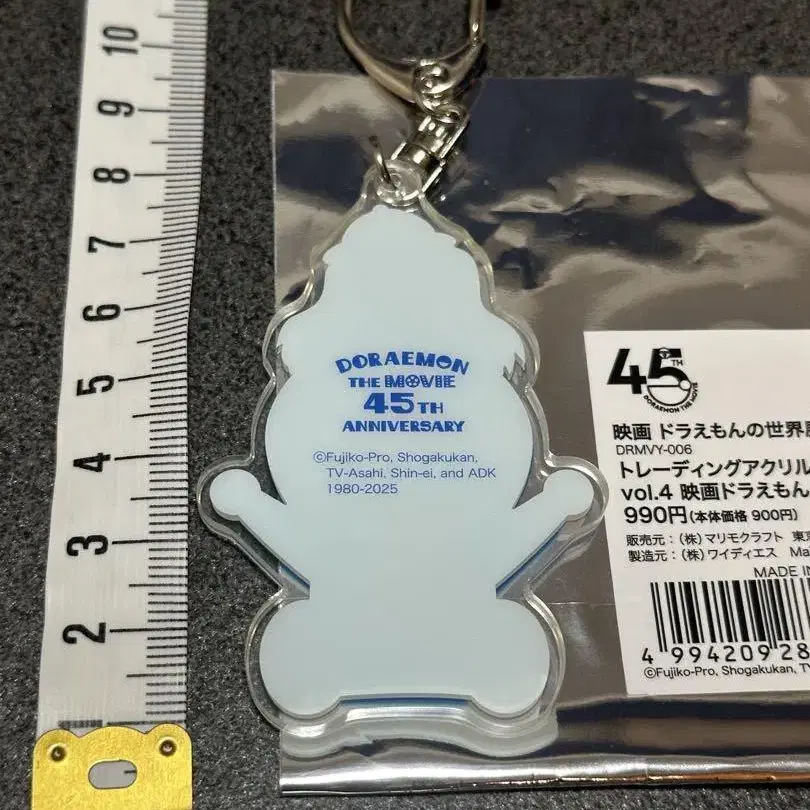 10
9
8
7
6
5
4
3
2
DORAEMON
THE MOVIE
45TH
ANNIVERSARY
©Fujiko-Pro, Shogakukan,
TV-Asahi, Shin-ei, and ADK
1980-2025
45TH
DORAEMON THE MOVIE
映画 ドラえもんの世界
DRMVY-006
トレーディングアクリル
vol.4 映画ドラえもん
990円(本体価格 900円)
販売元：(株) マリモクラフト 東京
製造元：(株) ワイディエス Ma
MADE IN
4 994209 28
©Fujiko-Pro, Shogakukan, TV